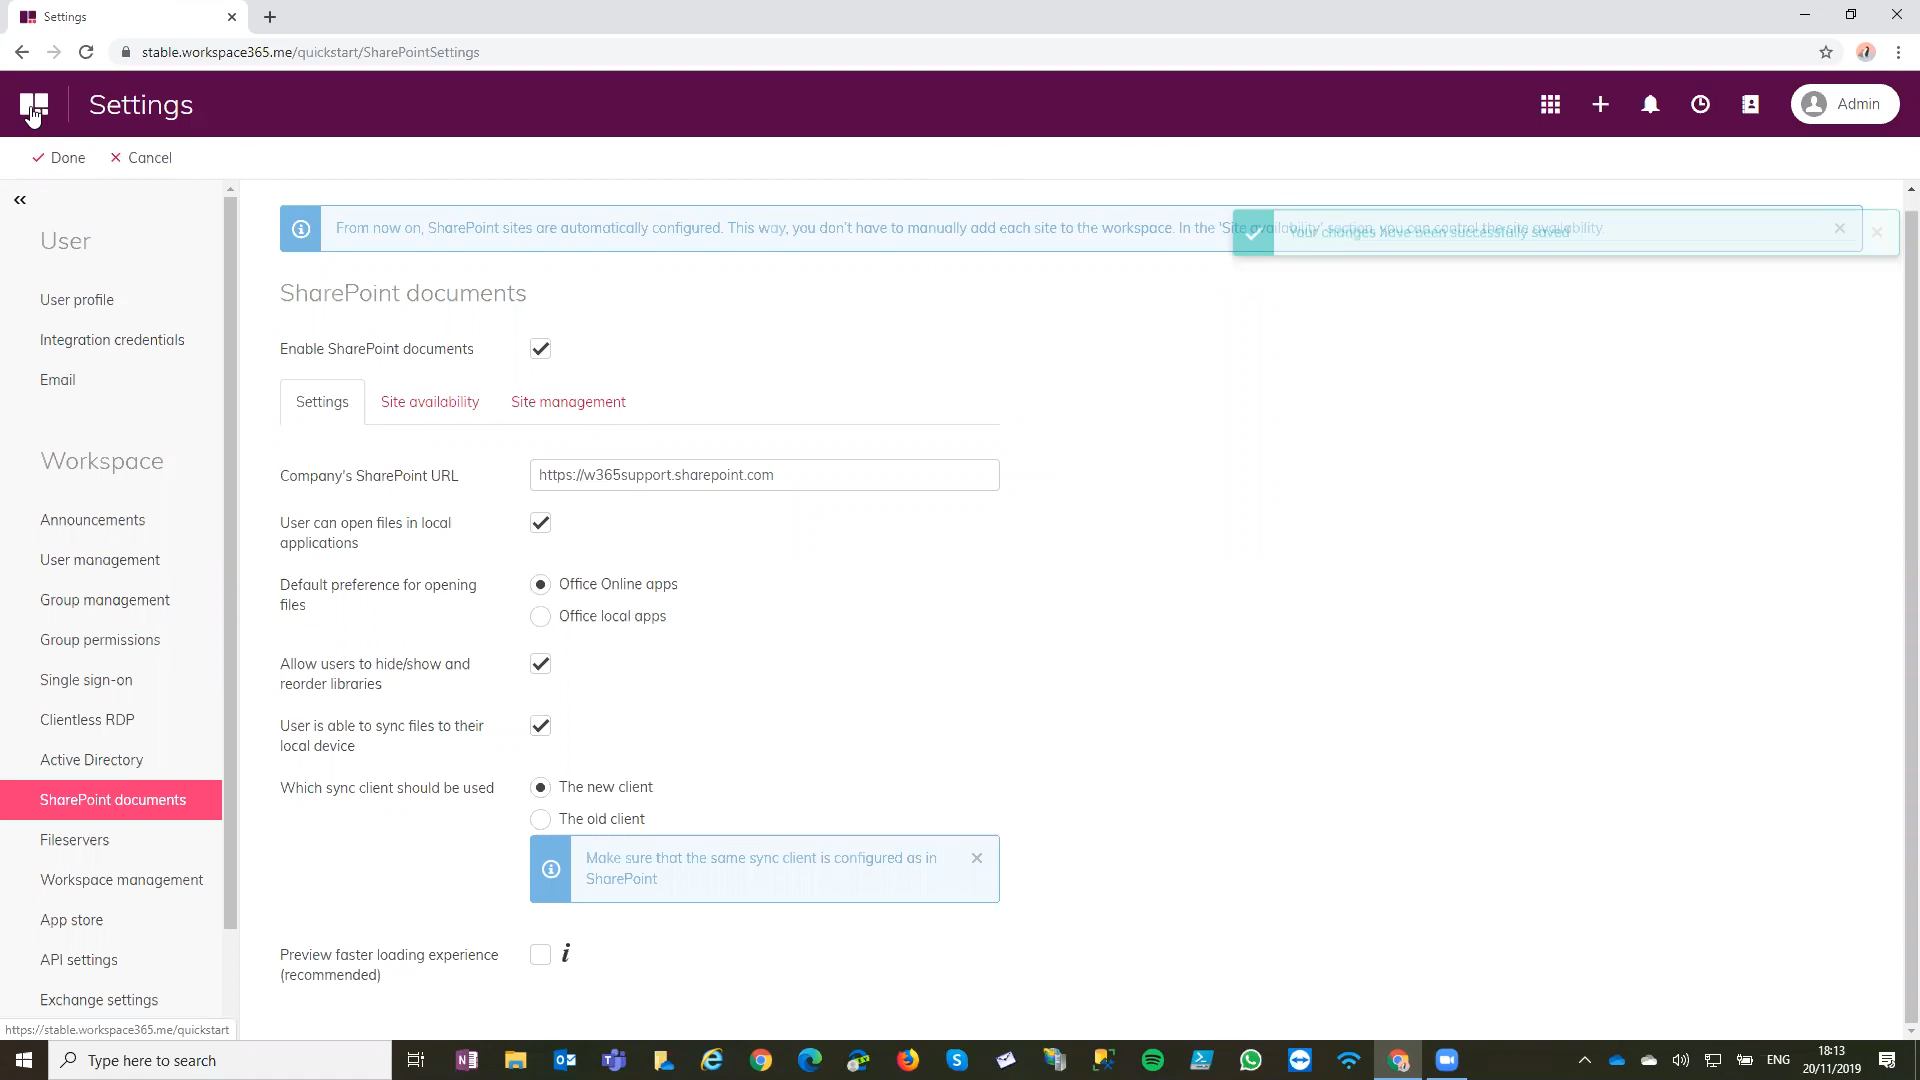 Settings
stable.workspace365.me/quickstart/SharePointSettings
Settings
Admin
Done
Cancel
From now on, SharePoint sites are automatically configured. This way, you don't have to manually add each site to the workspace. In the 'Site availability' section, you can control the site availability.
Your changes have been successfully saved
User
User profile
Integration credentials
Email
Workspace
Announcements
User management
Group management
Group permissions
Single sign-on
Clientless RDP
Active Directory
SharePoint documents
Fileservers
Workspace management
App store
API settings
Exchange settings
SharePoint documents
Enable SharePoint documents
Settings
Site availability
Site management
Company's SharePoint URL
https://w365support.sharepoint.com
User can open files in local
applications
Default preference for opening
files
Office Online apps
Office local apps
Allow users to hide/show and
reorder libraries
User is able to sync files to their
local device
Which sync client should be used
The new client
The old client
Make sure that the same sync client is configured as in
SharePoint
Preview faster loading experience
(recommended)
https://stable.workspace365.me/quickstart
Type here to search
ENG
18:13
20/11/2019